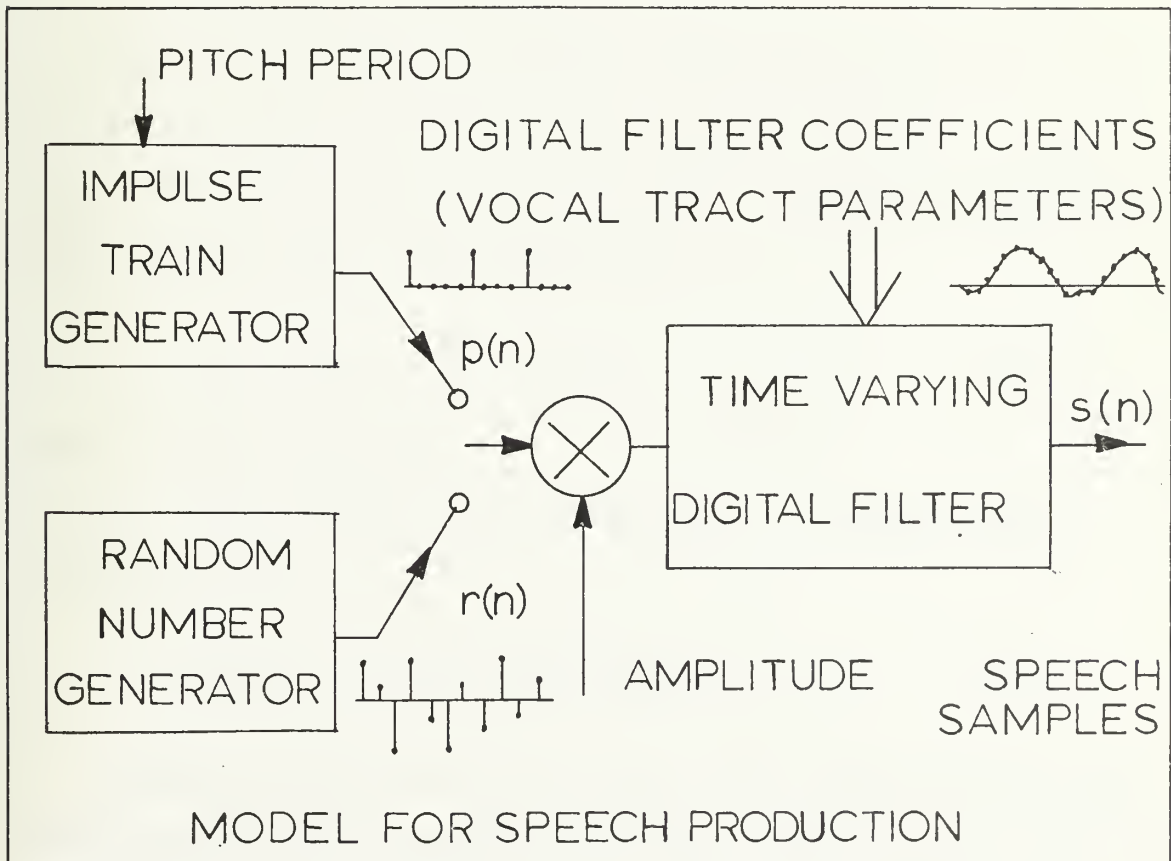 PITCH PERIOD
IMPULSE
TRAIN
GENERATOR
DIGITAL FILTER COEFFICIENTS
(VOCAL TRACT PARAMETERS)
p(n)
TIME VARYING
DIGITAL FILTER
s(n)
RANDOM
NUMBER
GENERATOR
r(n)
AMPLITUDE
SPEECH
SAMPLES
MODEL FOR SPEECH PRODUCTION